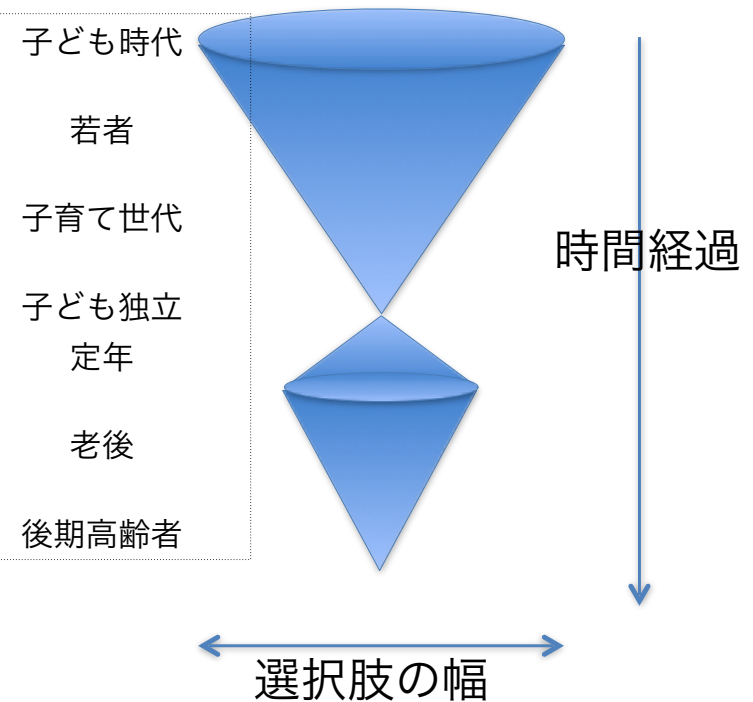 子ども時代
若者
子育て世代
子ども独立
定年
老後
後期高齢者
時間経過
選択肢の幅